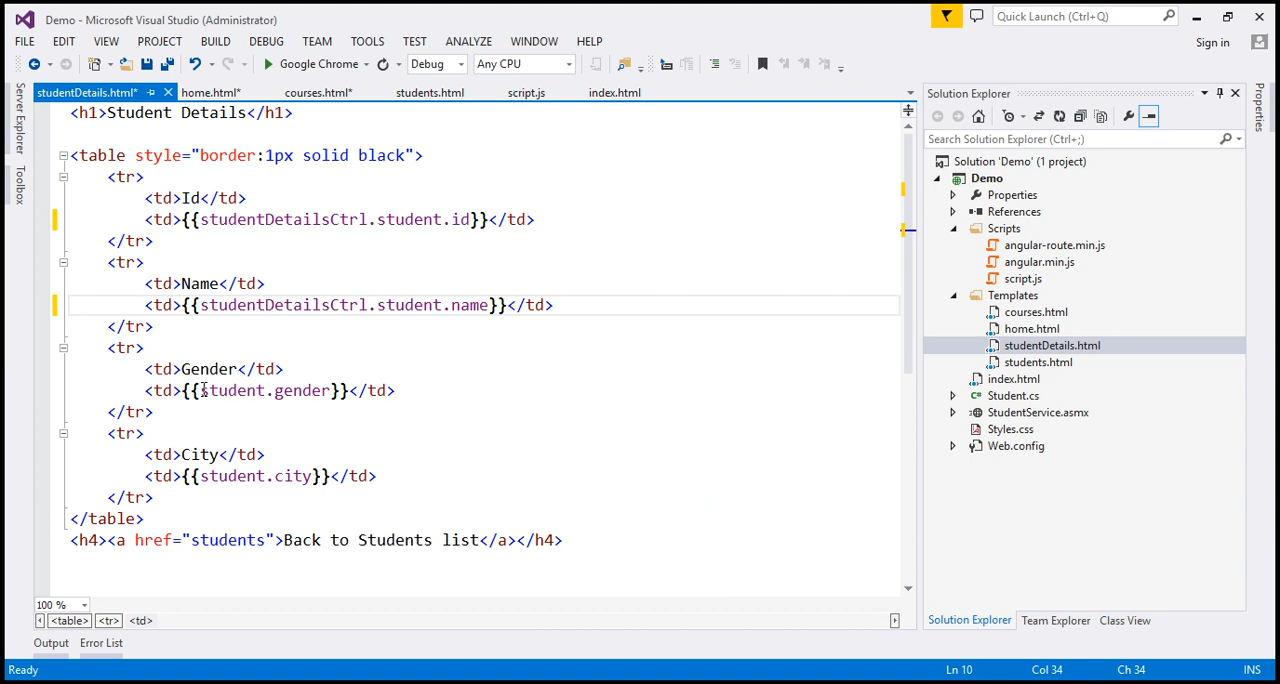 Demo - Microsoft Visual Studio (Administrator)
Quick Launch (Ctrl+Q)
FILE EDIT VIEW PROJECT BUILD DEBUG TEAM TOOLS TEST ANALYZE WINDOW HELP
Sign in
Google Chrome Debug Any CPU
studentDetails.html* home.html* courses.html* students.html script.js index.html
Server Explorer
Toolbox
<h1>Student Details</h1>
<table style="border:1px solid black">
<tr>
<td>Id</td>
<td>{{studentDetailsCtrl.student.id}}</td>
</tr>
<tr>
<td>Name</td>
<td>{{studentDetailsCtrl.student.name}}</td>
</tr>
<tr>
<td>Gender</td>
<td>{{student.gender}}</td>
</tr>
<tr>
<td>City</td>
<td>{{student.city}}</td>
</tr>
</table>
<h4><a href="students">Back to Students list</a></h4>
100 %
<table> <tr> <td>
Output Error List
Solution Explorer
Search Solution Explorer (Ctrl+;)
Solution 'Demo' (1 project)
Demo
Properties
References
Scripts
angular-route.min.js
angular.min.js
script.js
Templates
courses.html
home.html
studentDetails.html
students.html
index.html
Student.cs
StudentService.asmx
Styles.css
Web.config
Solution Explorer Team Explorer Class View
Properties
Ready Ln 10 Col 34 Ch 34 INS